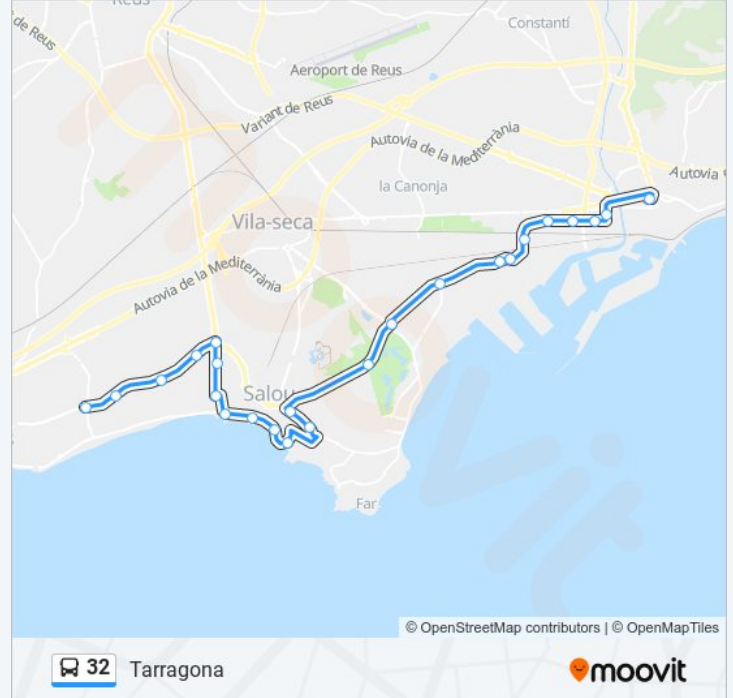 Reus
de Reus
Constantí
Aeroport de Reus
Variant de Reus
Autovia de la Mediterrània
Autovia
la Canonja
Vila-seca
Autovia de la Mediterrània
Salou
Far
moovit
© OpenStreetMap contributors | © OpenMapTiles
32 Tarragona
moovit